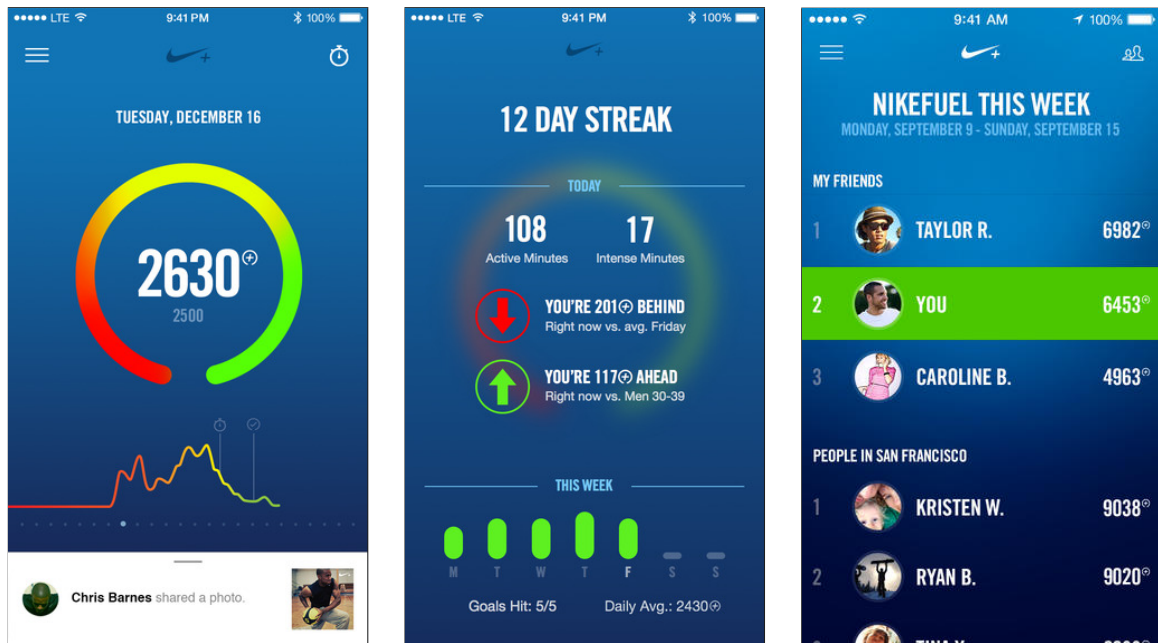 LTE 9:41 PM 100%
TUESDAY, DECEMBER 16
2630
2500
Chris Barnes shared a photo.
LTE 9:41 PM 100%
12 DAY STREAK
TODAY
108 17
Active Minutes Intense Minutes
YOU'RE 201 BEHIND
Right now vs. avg. Friday
YOU'RE 117 AHEAD
Right now vs. Men 30-39
THIS WEEK
M T W T F S S
Goals Hit: 5/5 Daily Avg.: 2430
9:41 AM 100%
NIKEFUEL THIS WEEK
MONDAY, SEPTEMBER 9 - SUNDAY, SEPTEMBER 15
MY FRIENDS
1 TAYLOR R. 6982
2 YOU 6453
3 CAROLINE B. 4963
PEOPLE IN SAN FRANCISCO
1 KRISTEN W. 9038
2 RYAN B. 9020